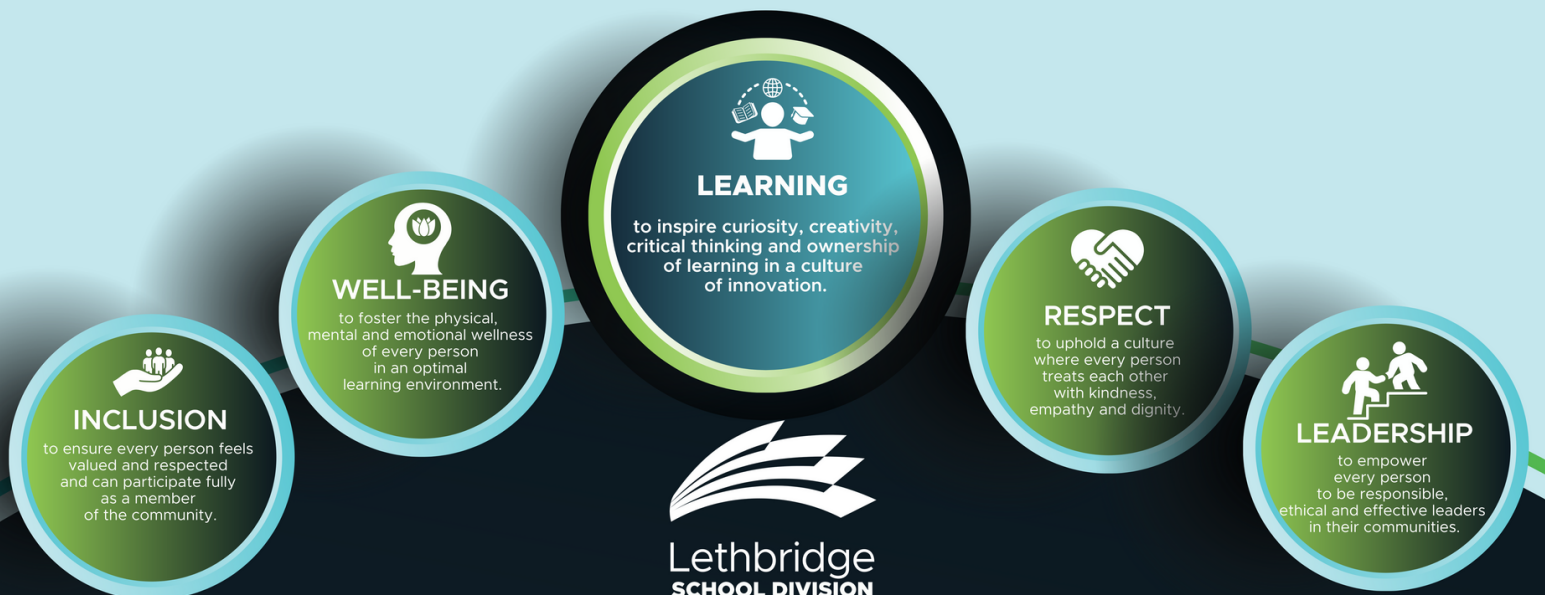 INCLUSION
to ensure every person feels
valued and respected
and can participate fully
as a member
of the community.
WELL-BEING
to foster the physical,
mental and emotional wellness
of every person
in an optimal
learning environment.
LEARNING
to inspire curiosity, creativity,
critical thinking and ownership
of learning in a culture
of innovation.
RESPECT
to uphold a culture
where every person
treats each other
with kindness,
empathy and dignity.
LEADERSHIP
to empower
every person
to be responsible,
ethical and effective leaders
in their communities.
Lethbridge
SCHOOL DIVISION